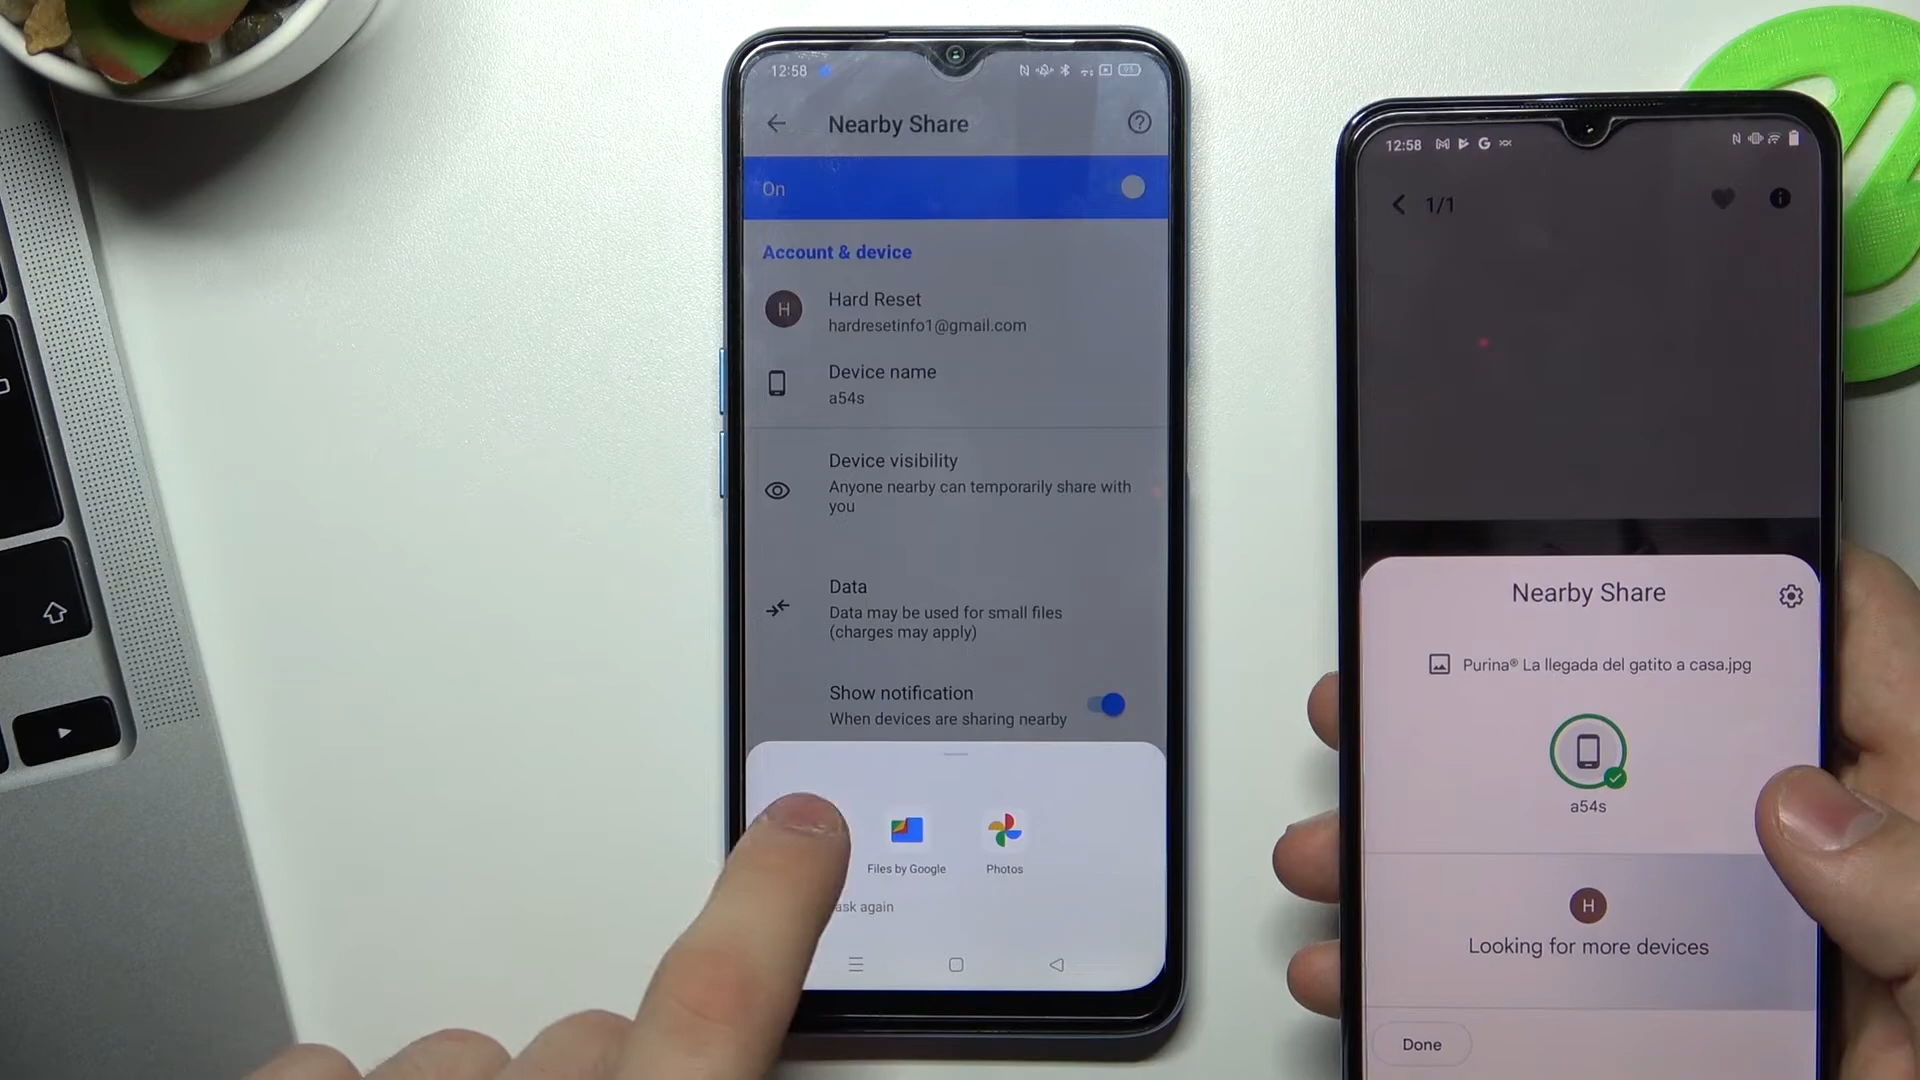 12:58
95
Nearby Share
On
Account & device
H
Hard Reset
hardresetinfo1@gmail.com
Device name
a54s
Device visibility
Anyone nearby can temporarily share with
you
Data
Data may be used for small files
(charges may apply)
Show notification
When devices are sharing nearby
Files by Google
Photos
ask again
12:58
1/1
Nearby Share
Purina® La llegada del gatito a casa.jpg
a54s
H
Looking for more devices
Done